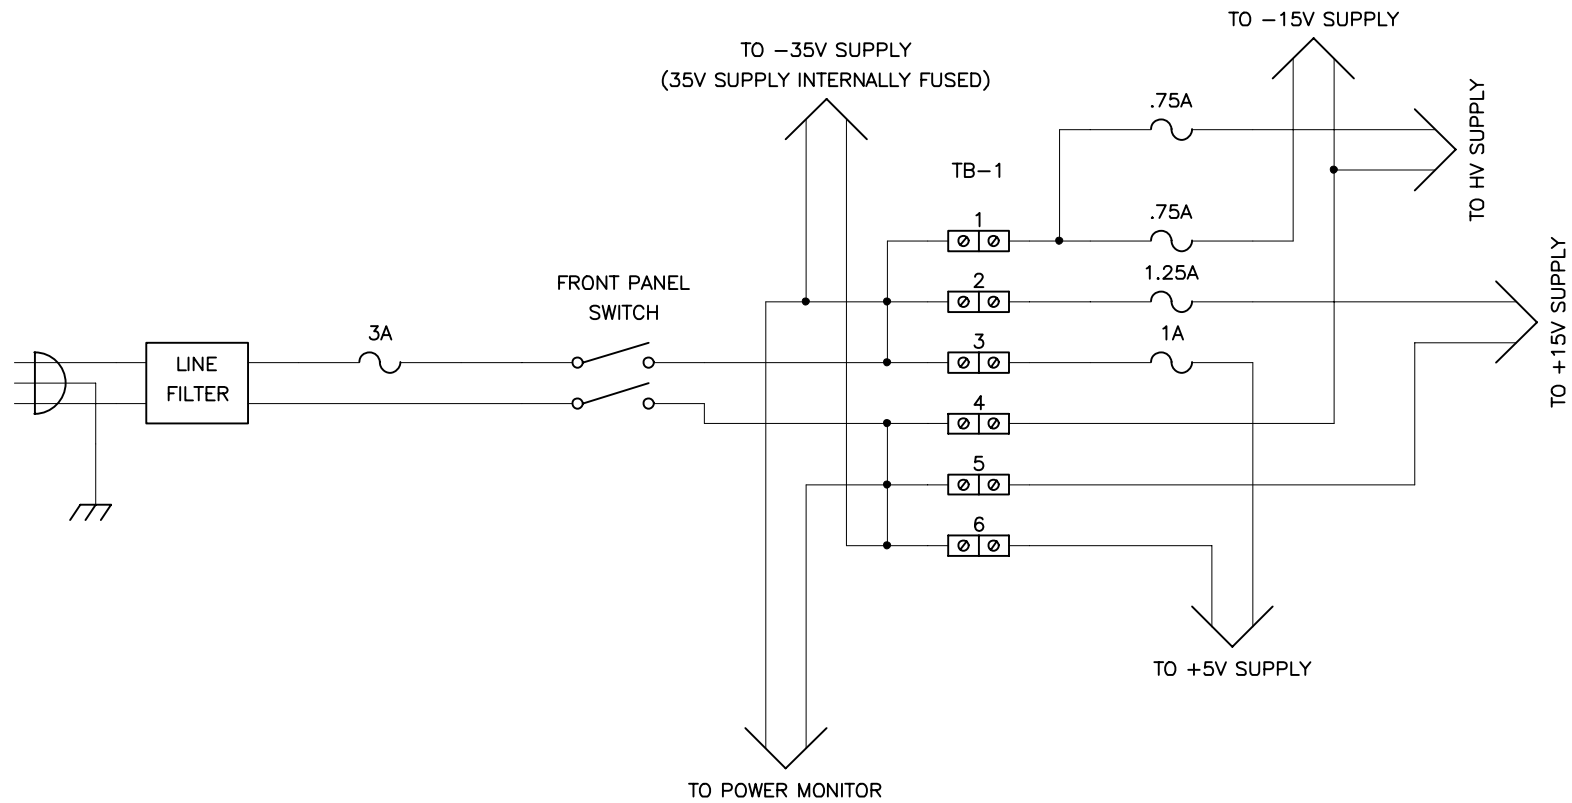 TO −15V SUPPLY
TO −35V SUPPLY
(35V SUPPLY INTERNALLY FUSED)
.75A
TO HV SUPPLY
TB−1
1
.75A
2
1.25A
TO +15V SUPPLY
FRONT PANEL
SWITCH
3A
3
1A
LINE
FILTER
4
5
6
TO +5V SUPPLY
TO POWER MONITOR